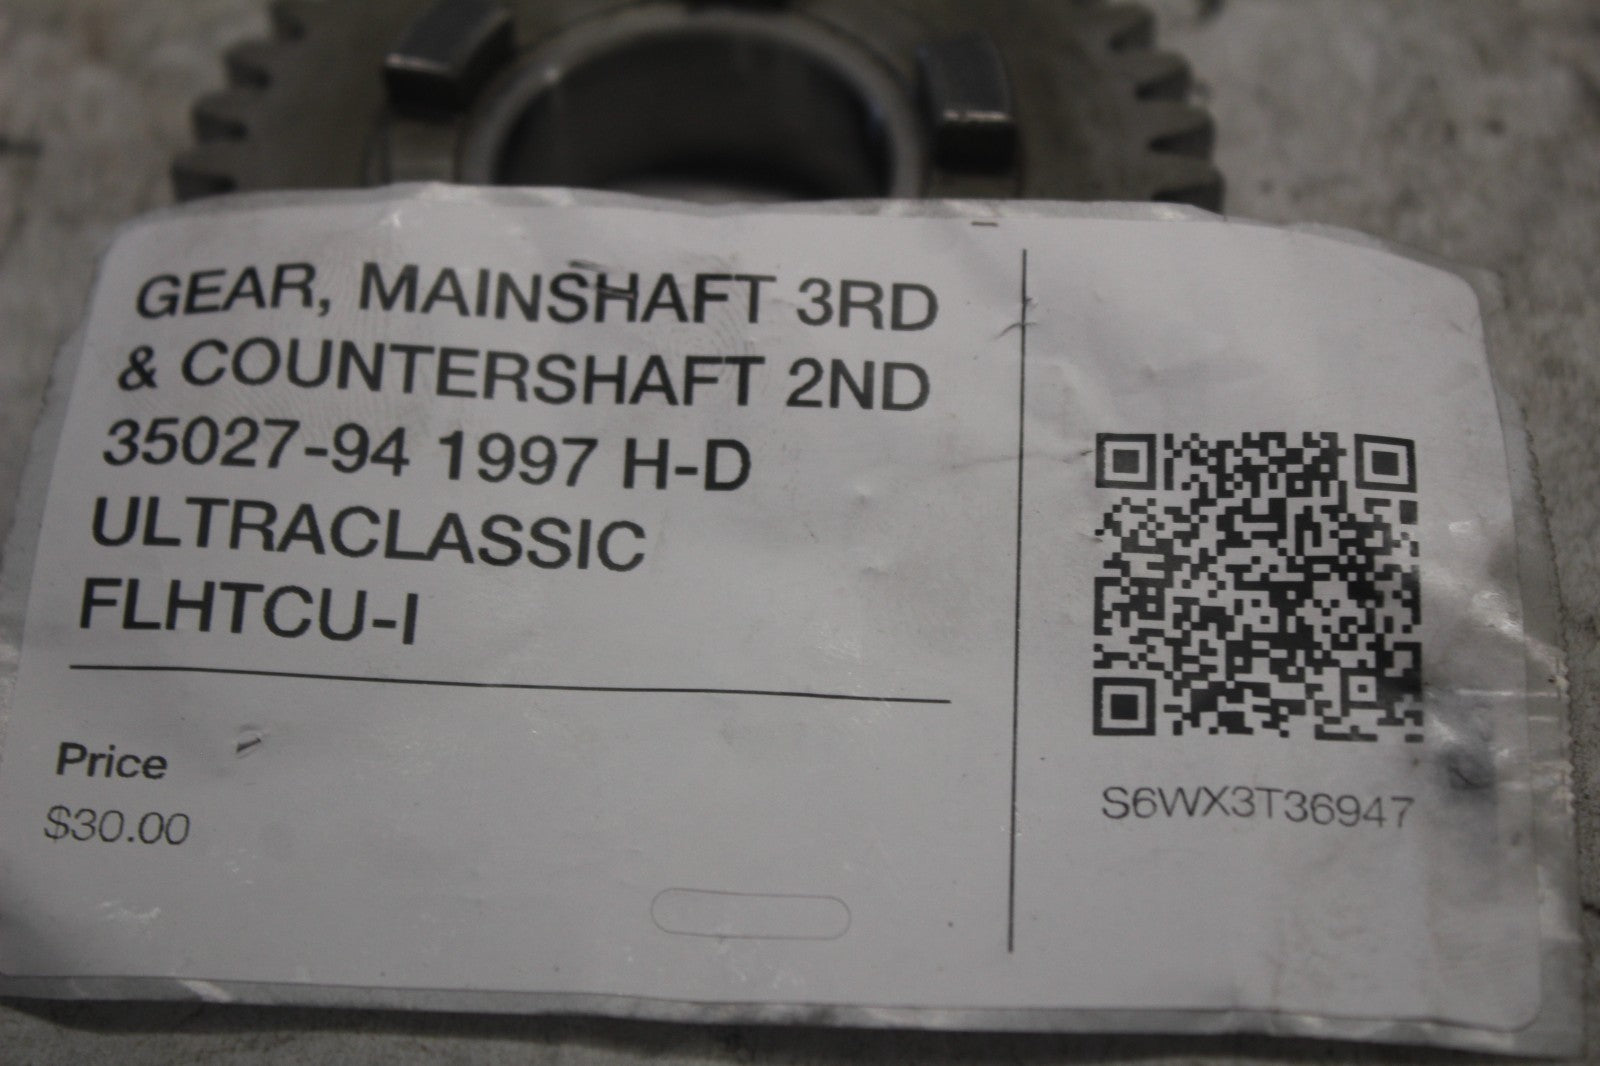 GEAR, MAINSHAFT 3RD
& COUNTERSHAFT 2ND
35027-94 1997 H-D
ULTRACLASSIC
FLHTCU-I
Price
$30.00
S6WX3T36947